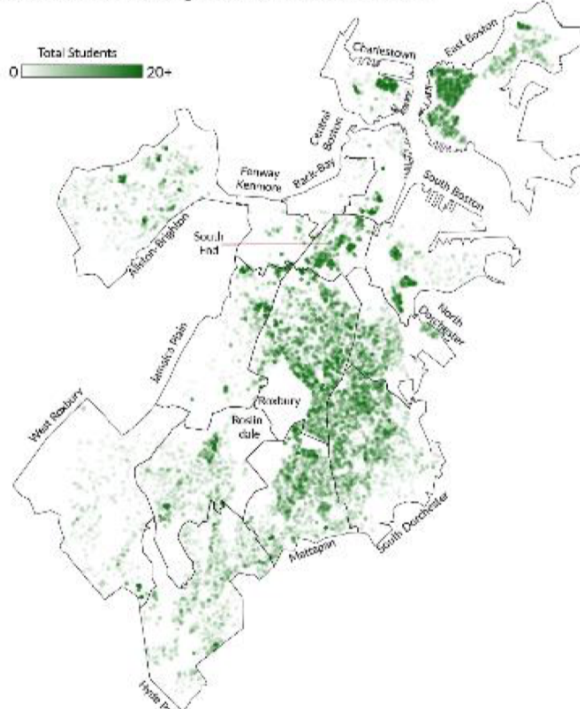 Total Students
0
20+
Charlestown
East Boston
Central
Boston
Back-Bay
Fenway
Kenmore
South Boston
Allston-Brighton
South
End
North
Dorchester
Jamaica Plain
West Roxbury
Roxbury
Roslin
dale
South Dorchester
Mattapan
Hyde